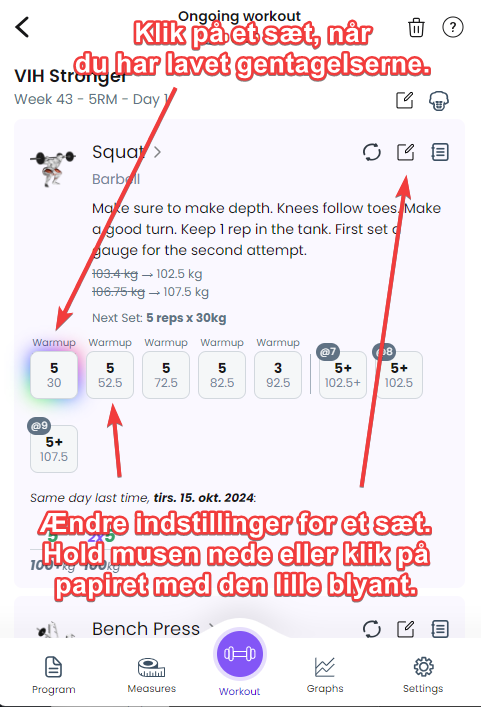 Ongoing workout
Klik på et sæt, når
du har lavet gentagelserne.
VIH Stronger
Week 43 - 5RM - Day 1
Squat
Barbell
Make sure to make depth. Knees follow toes. Make
a good turn. Keep 1 rep in the tank. First set a
gauge for the second attempt.
103.4 kg → 102.5 kg
106.75 kg → 107.5 kg
Next Set: 5 reps x 30kg
Warmup Warmup Warmup Warmup Warmup @7 @8
5 5 5 5 3 5+ 5+
30 52.5 72.5 82.5 92.5 102.5+ 102.5
@9
5+
107.5
Same day last time, tirs. 15. okt. 2024:
Ændre indstillinger for et sæt.
Hold musen nede eller klik på
papiret med den lille blyant.
5 2x5
100+kg 100kg
Bench Press
Program Measures Workout Graphs Settings